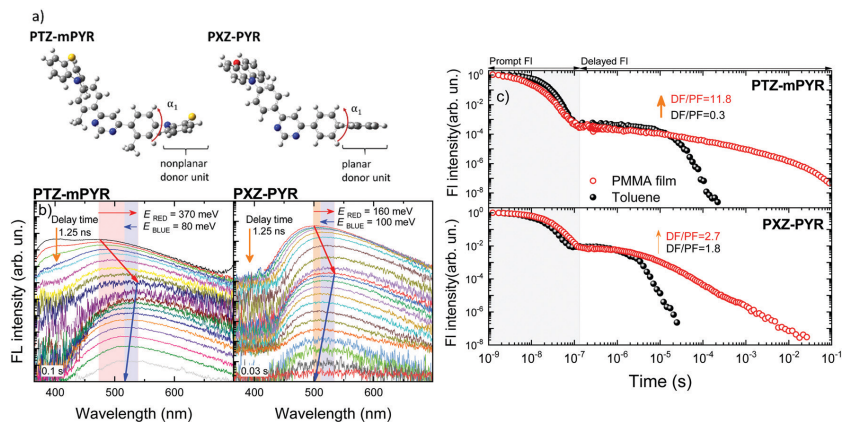 a)
PTZ-mPYR
PXZ-PYR
α1
α1
nonplanar
donor unit
planar
donor unit
PTZ-mPYR
PXZ-PYR
b)
Delay time
1.25 ns
E RED = 370 meV
E BLUE = 80 meV
0.1 s
Delay time
1.25 ns
E RED = 160 meV
E BLUE = 100 meV
0.03 s
FL intensity (arb. un.)
400 500 600
400 500 600
Wavelength (nm)
Wavelength (nm)
Prompt Fl
Delayed Fl
c)
PTZ-mPYR
DF/PF=11.8
DF/PF=0.3
PMMA film
Toluene
Fl intensity(arb. un.)
10^0
10^-2
10^-4
10^-6
PXZ-PYR
DF/PF=2.7
DF/PF=1.8
Fl intensity(arb. un.)
10^0
10^-2
10^-4
10^-6
10^-8
10^-9 10^-8 10^-7 10^-6 10^-5 10^-4 10^-3 10^-2 10^-1
Time (s)